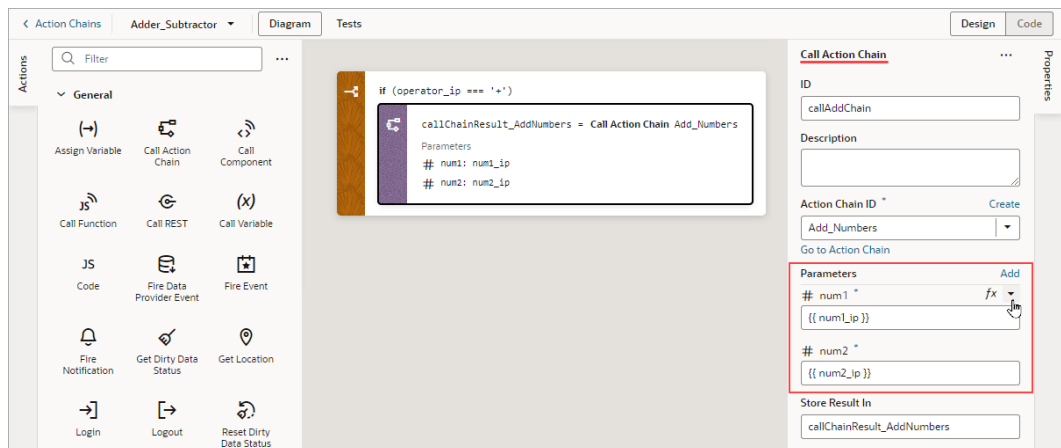 Action Chains
Adder_Subtractor
Diagram
Tests
Design
Code
Actions
Filter
...
General
(→)
Assign Variable
Call Action
Chain
Call
Component
JS
Call Function
Call REST
(x)
Call Variable
JS
Code
Fire Data
Provider Event
Fire Event
Fire
Notification
Get Dirty Data
Status
Get Location
Login
Logout
Reset Dirty
Data Status
if (operator_ip === '+')
callChainResult_AddNumbers = Call Action Chain Add_Numbers
Parameters
# num1: num1_ip
# num2: num2_ip
Call Action Chain
...
ID
callAddChain
Description
Action Chain ID * Create
Add_Numbers
Go to Action Chain
Parameters Add
# num1 * fx
{{ num1_ip }}
# num2 *
{{ num2_ip }}
Store Result In
callChainResult_AddNumbers
Properties